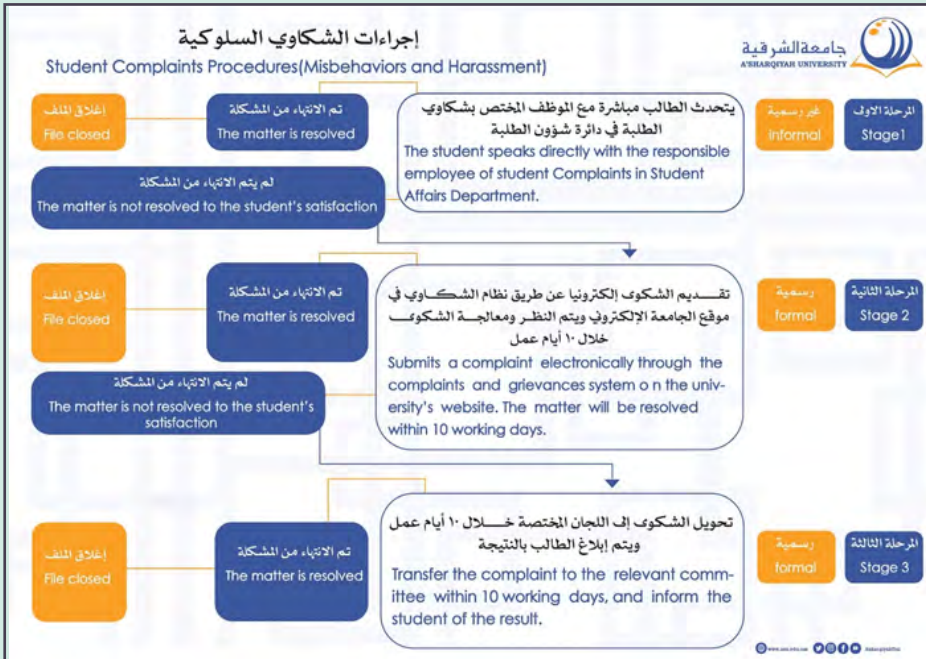 إجراءات الشكاوي السلوكية
Student Complaints Procedures(Misbehaviors and Harassment)
جامعة الشرقية
A'SHARQIYAH UNIVERSITY
المرحلة الاولى
Stage1
غير رسمية
informal
يتحدث الطالب مباشرة مع الموظف المختص بشكاوي
الطلبة في دائرة شؤون الطلبة
The student speaks directly with the responsible
employee of student Complaints in Student
Affairs Department.
تم الانتهاء من المشكلة
The matter is resolved
إغلاق الملف
File closed
لم يتم الانتهاء من المشكلة
The matter is not resolved to the student's satisfaction
المرحلة الثانية
Stage 2
رسمية
formal
تقديم الشكوى إلكترونيا عن طريق نظام الشكاوي في
موقع الجامعة الإلكتروني ويتم النظر ومعالجة الشكوى
خلال ١٠ أيام عمل
Submits a complaint electronically through the
complaints and grievances system o n the univ-
ersity's website. The matter will be resolved
within 10 working days.
تم الانتهاء من المشكلة
The matter is resolved
إغلاق الملف
File closed
لم يتم الانتهاء من المشكلة
The matter is not resolved to the student's
satisfaction
المرحلة الثالثة
Stage 3
رسمية
formal
تحويل الشكوى إلى اللجان المختصة خلال ١٠ أيام عمل
ويتم إبلاغ الطالب بالنتيجة
Transfer the complaint to the relevant comm-
ittee within 10 working days, and inform the
student of the result.
تم الانتهاء من المشكلة
The matter is resolved
إغلاق الملف
File closed